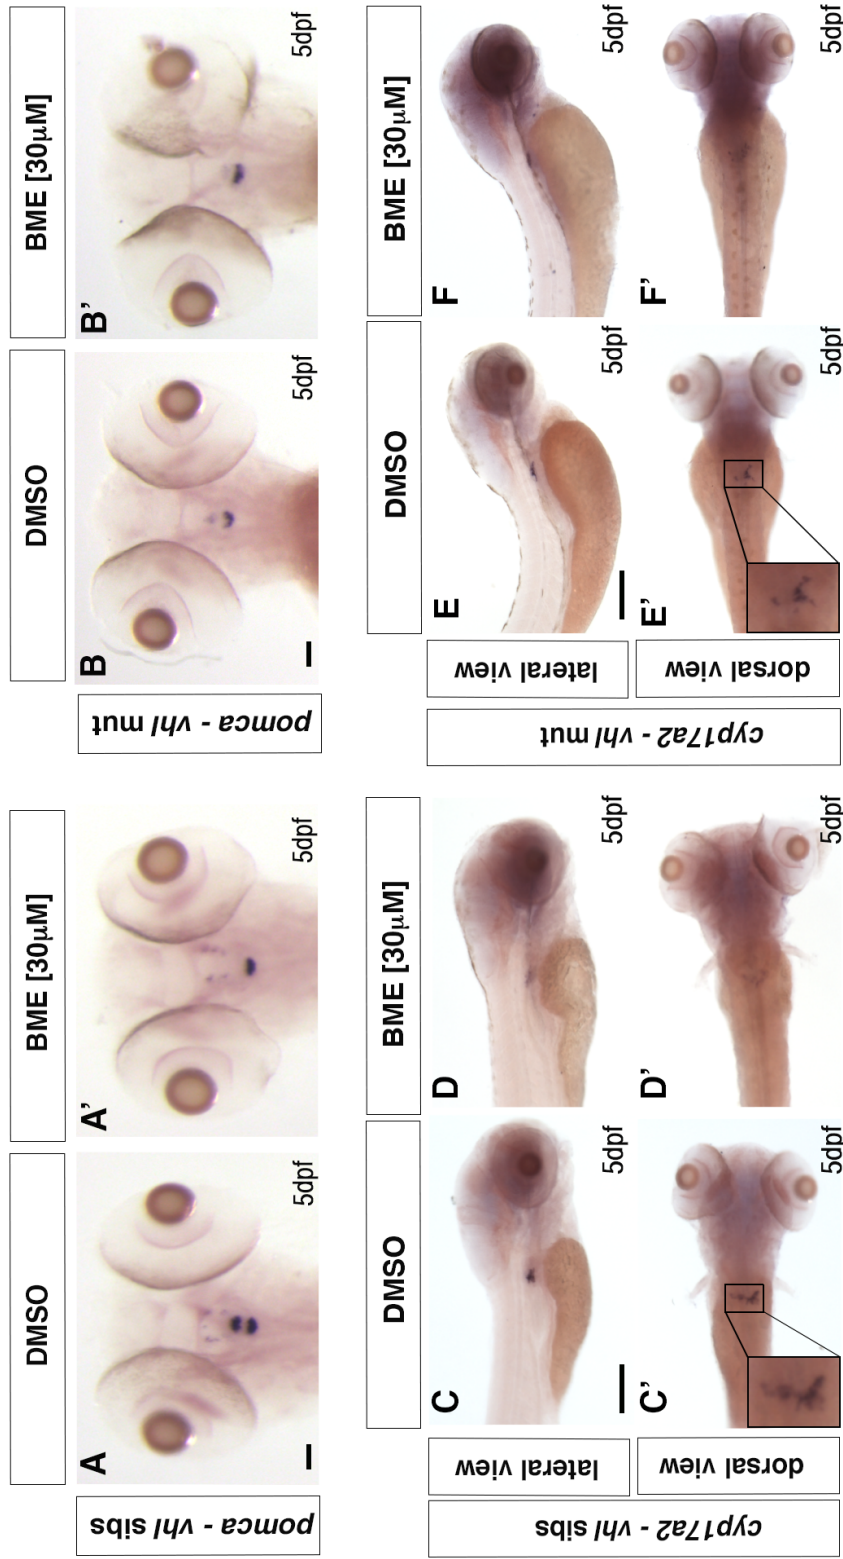 DMSO
BME [30μM]
DMSO
BME [30μM]
pomca - vhl sibs
A
5dpf
A’
5dpf
pomca - vhl mut
B
5dpf
B’
5dpf
DMSO
BME [30μM]
DMSO
BME [30μM]
cyp17a2 - vhl sibs
lateral view
C
5dpf
D
5dpf
dorsal view
C’
5dpf
D’
5dpf
cyp17a2 - vhl mut
lateral view
E
5dpf
F
5dpf
dorsal view
E’
5dpf
F’
5dpf